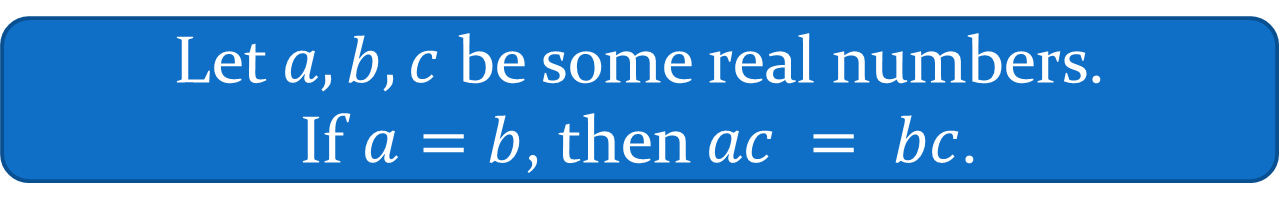 Let a, b, c be some real numbers.
If a = b, then ac = bc.